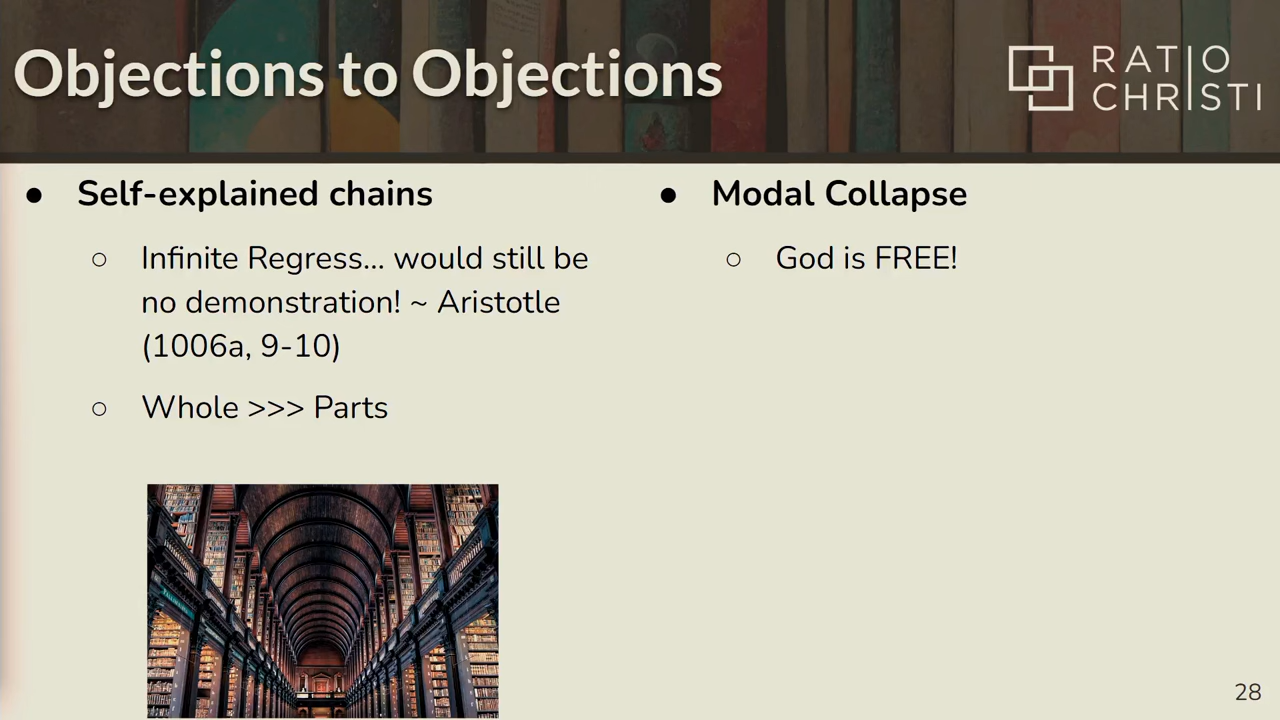 Objections to Objections
RATIO
CHRISTI
● Self-explained chains
○ Infinite Regress... would still be
no demonstration! ~ Aristotle
(1006a, 9-10)
○ Whole >>> Parts
● Modal Collapse
○ God is FREE!
28